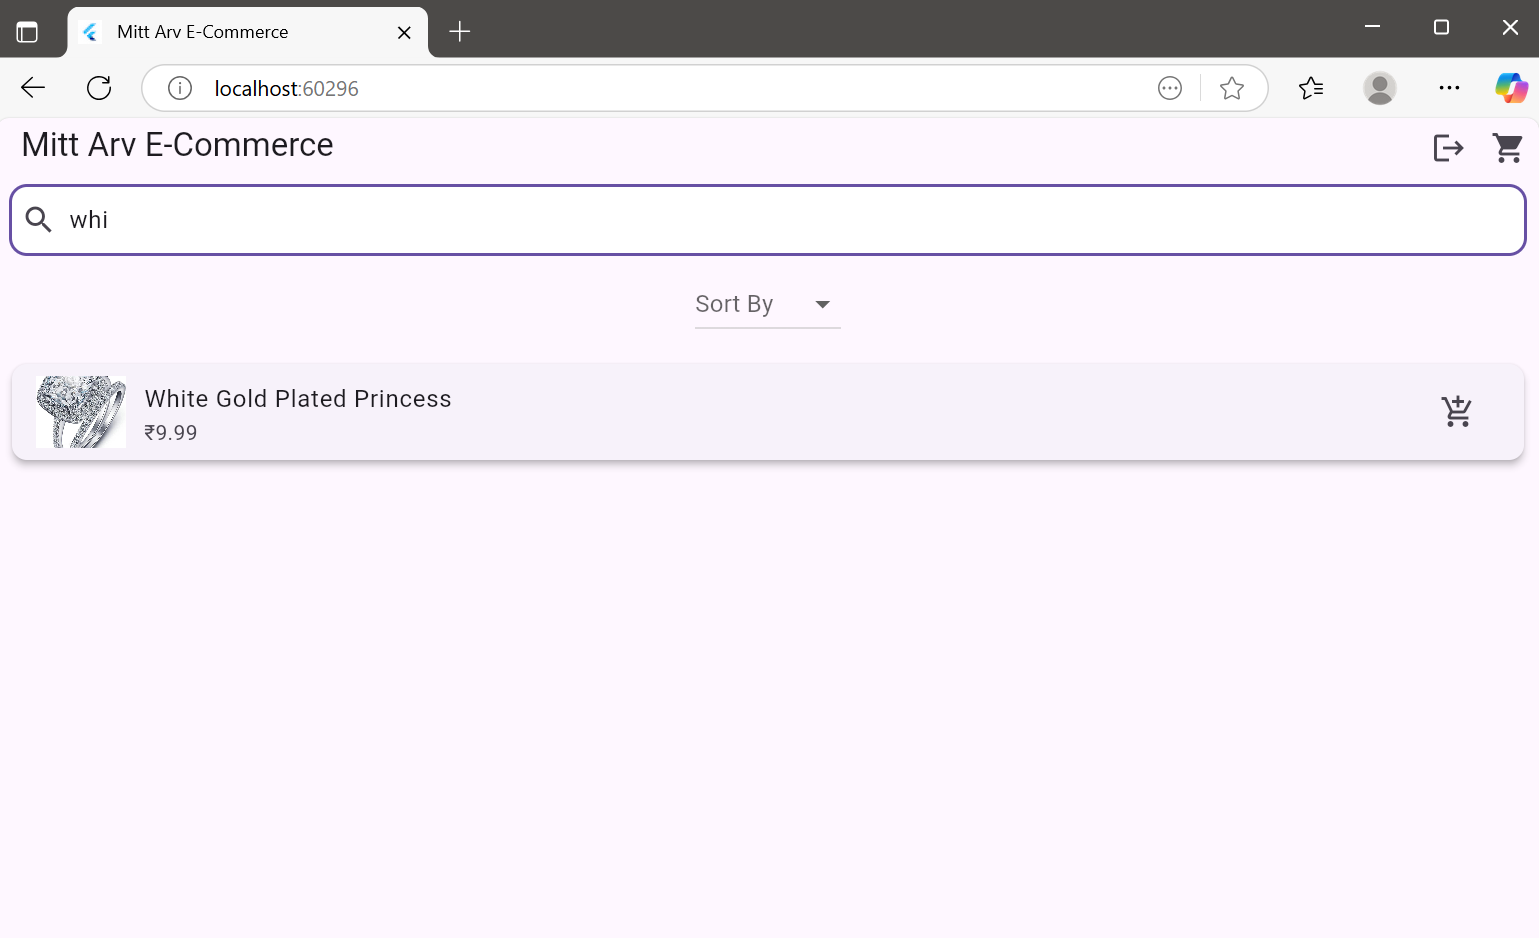 Mitt Arv E-Commerce
localhost:60296
Mitt Arv E-Commerce
whi
Sort By
White Gold Plated Princess
₹9.99